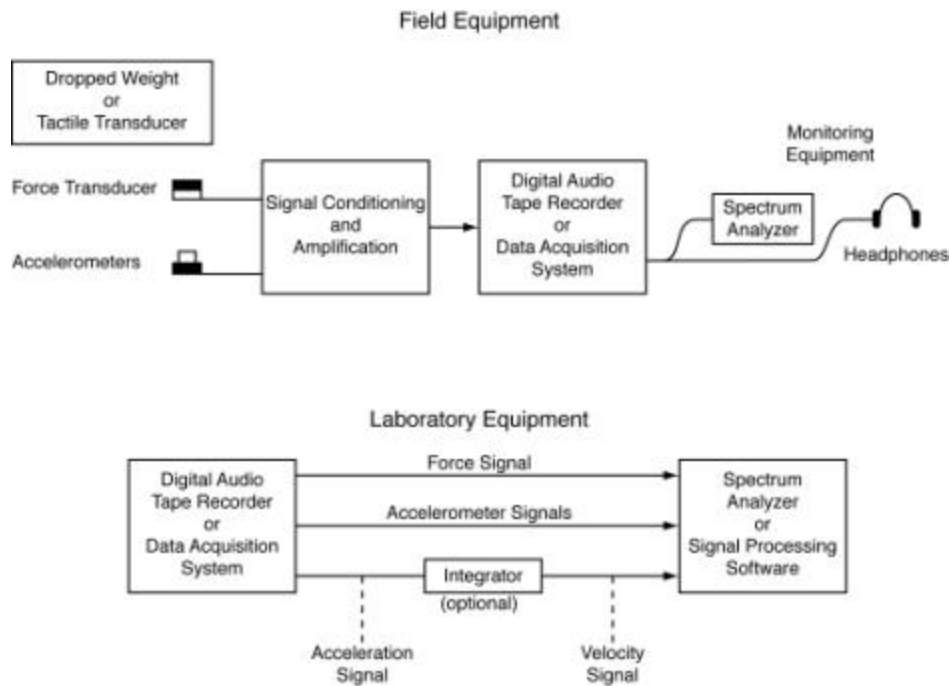 Field Equipment
Dropped Weight
or
Tactile Transducer
Force Transducer
Accelerometers
Signal Conditioning
and
Amplification
Digital Audio
Tape Recorder
or
Data Acquisition
System
Monitoring
Equipment
Spectrum
Analyzer
Headphones
Laboratory Equipment
Digital Audio
Tape Recorder
or
Data Acquisition
System
Force Signal
Accelerometer Signals
Integrator
(optional)
Acceleration
Signal
Velocity
Signal
Spectrum
Analyzer
or
Signal Processing
Software